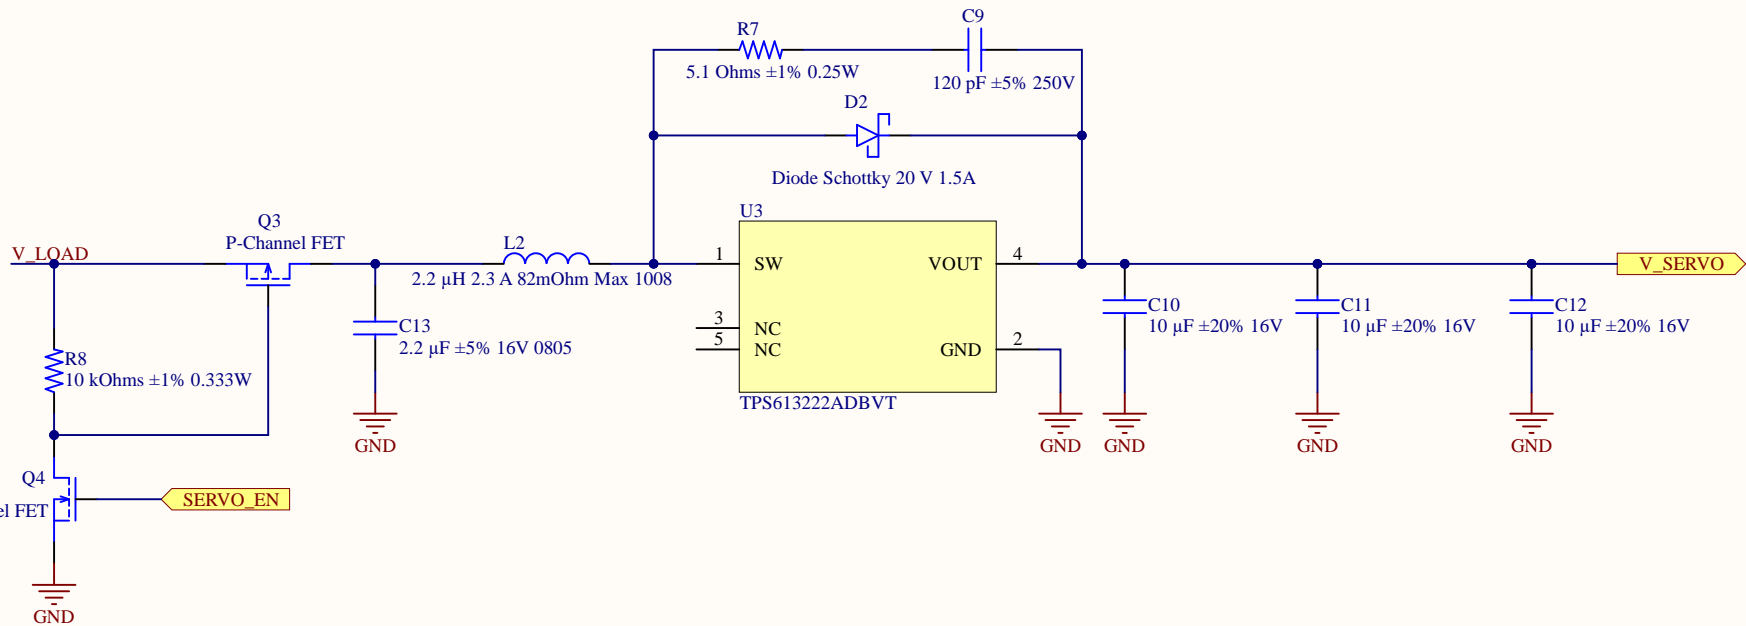 R7
5.1 Ohms ±1% 0.25W
C9
120 pF ±5% 250V
D2
Diode Schottky 20 V 1.5A
U3
Q3
P-Channel FET
V_LOAD
L2
2.2 µH 2.3 A 82mOhm Max 1008
1
SW
VOUT
4
V_SERVO
C13
2.2 µF ±5% 16V 0805
3
NC
5
NC
GND
2
C10
10 µF ±20% 16V
C11
10 µF ±20% 16V
C12
10 µF ±20% 16V
R8
10 kOhms ±1% 0.333W
TPS613222ADBVT
GND
GND
GND
GND
GND
Q4
el FET
SERVO_EN
GND